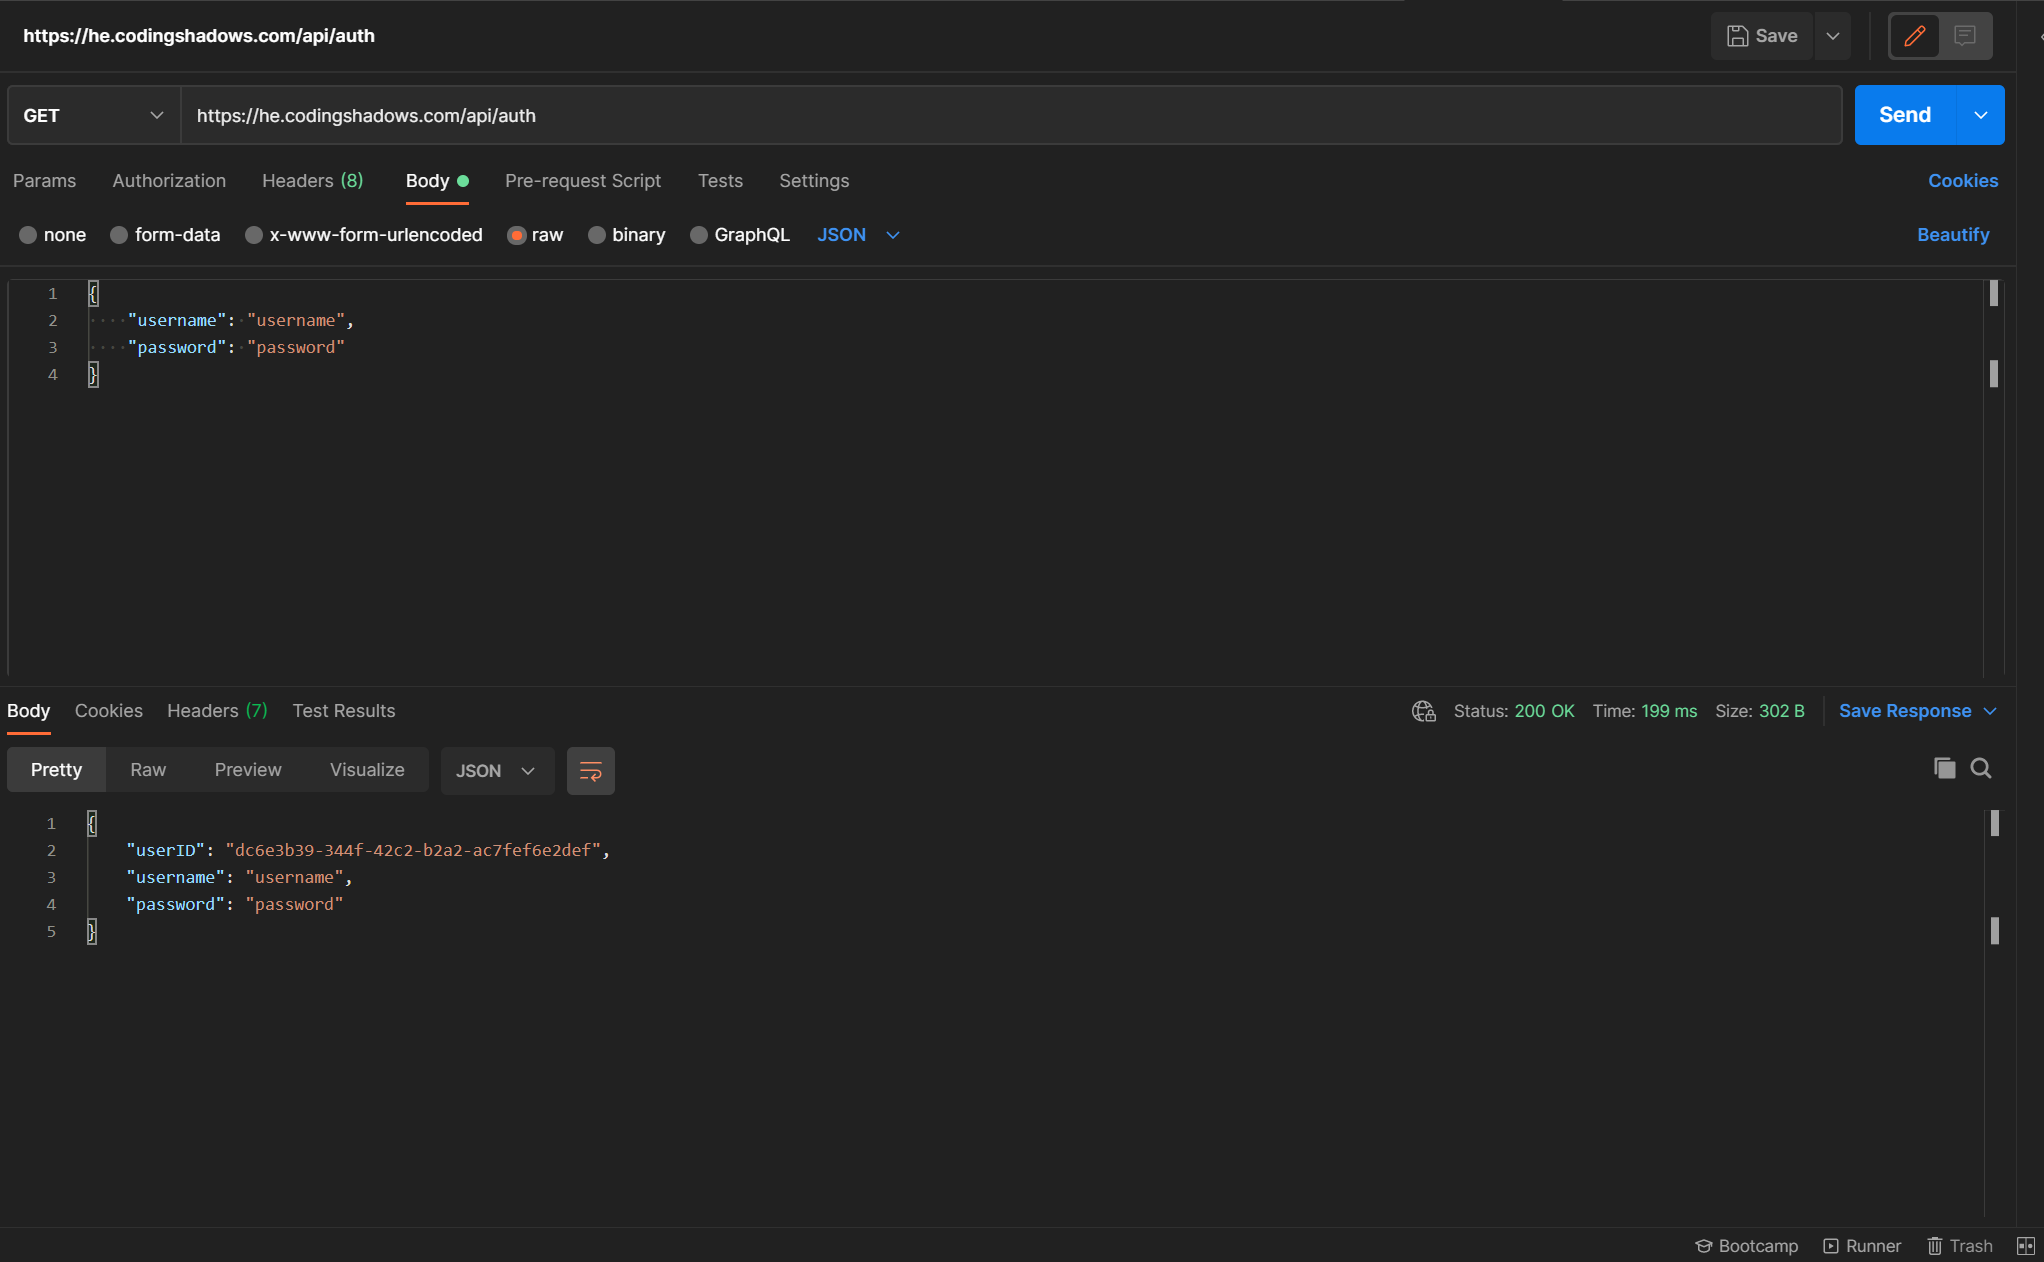 https://he.codingshadows.com/api/auth
Save
GET
https://he.codingshadows.com/api/auth
Send
Params Authorization Headers (8) Body Pre-request Script Tests Settings Cookies
none form-data x-www-form-urlencoded raw binary GraphQL JSON Beautify
1 {
2 "username": "username",
3 "password": "password"
4 }
Body Cookies Headers (7) Test Results Status: 200 OK Time: 199 ms Size: 302 B Save Response
Pretty Raw Preview Visualize JSON
1 {
2 "userID": "dc6e3b39-344f-42c2-b2a2-ac7fef6e2def",
3 "username": "username",
4 "password": "password"
5 }
Bootcamp Runner Trash